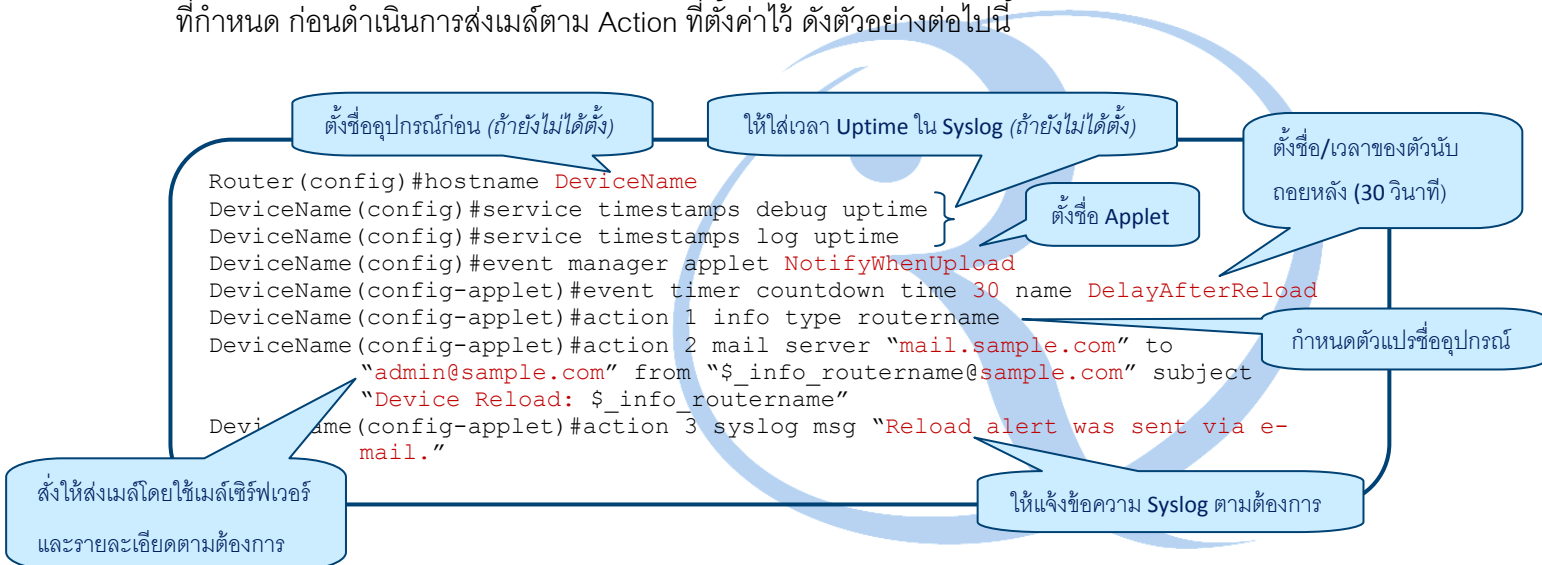 ที่กำหนด ก่อนดำเนินการส่งเมล์ตาม Action ที่ตั้งค่าไว้ ดังตัวอย่างต่อไปนี้
ตั้งชื่ออุปกรณ์ก่อน (ถ้ายังไม่ได้ตั้ง)
ให้ใส่เวลา Uptime ใน Syslog (ถ้ายังไม่ได้ตั้ง)
ตั้งชื่อ/เวลาของตัวนับ
ถอยหลัง (30 วินาที)
Router(config)#hostname DeviceName
DeviceName(config)#service timestamps debug uptime
DeviceName(config)#service timestamps log uptime
ตั้งชื่อ Applet
DeviceName(config)#event manager applet NotifyWhenUpload
DeviceName(config-applet)#event timer countdown time 30 name DelayAfterReload
DeviceName(config-applet)#action 1 info type routername
กำหนดตัวแปรชื่ออุปกรณ์
DeviceName(config-applet)#action 2 mail server “mail.sample.com” to
“admin@sample.com” from “$_info_routername@sample.com” subject
“Device Reload: $_info_routername”
DeviceName(config-applet)#action 3 syslog msg “Reload alert was sent via e-
mail.”
สั่งให้ส่งเมล์โดยใช้เมล์เซิร์ฟเวอร์
และรายละเอียดตามต้องการ
ให้แจ้งข้อความ Syslog ตามต้องการ